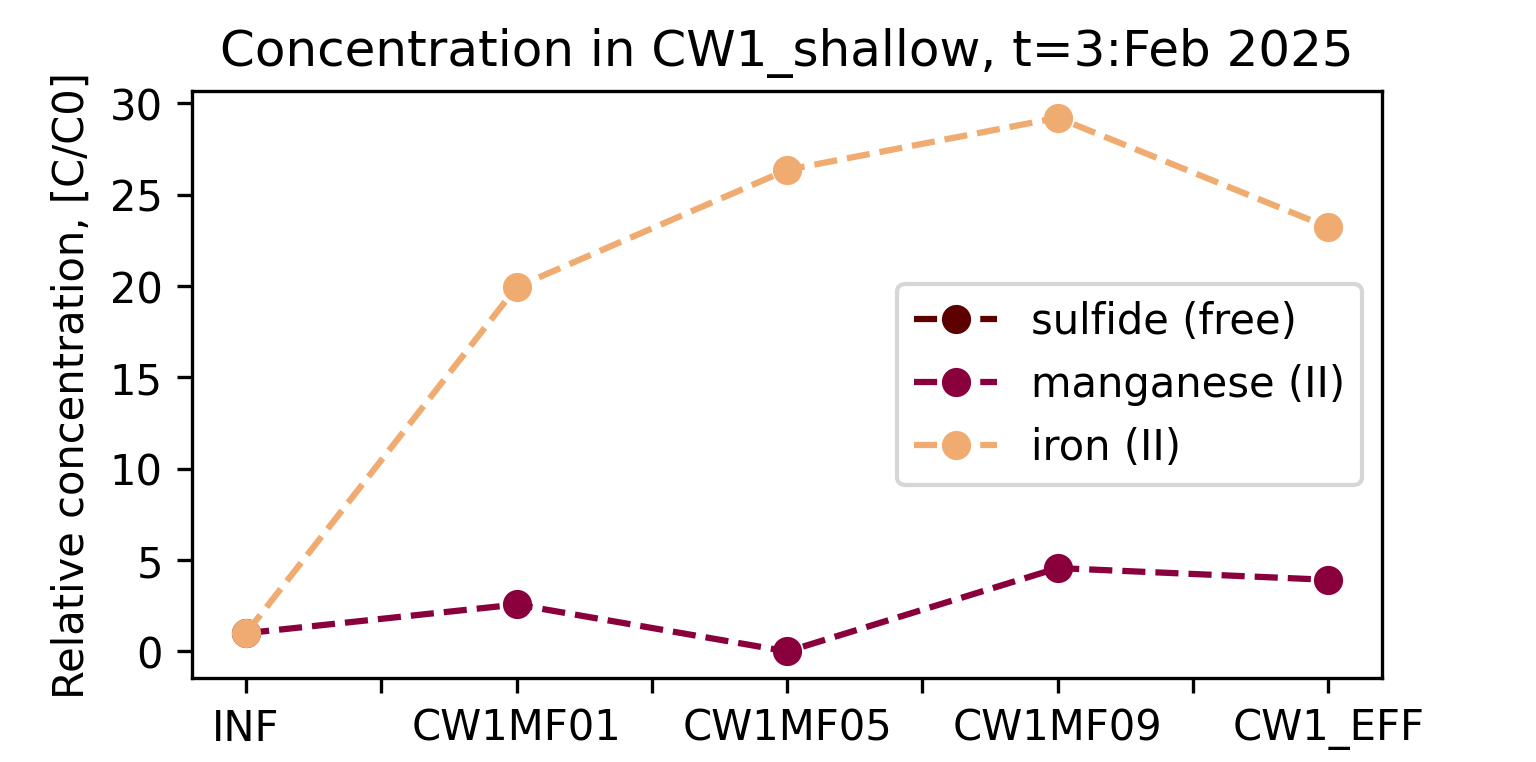 Concentration in CW1_shallow, t=3:Feb 2025
Relative concentration, [C/C0]
30
25
20
15
10
5
0
sulfide (free)
manganese (II)
iron (II)
INF CW1MF01 CW1MF05 CW1MF09 CW1_EFF